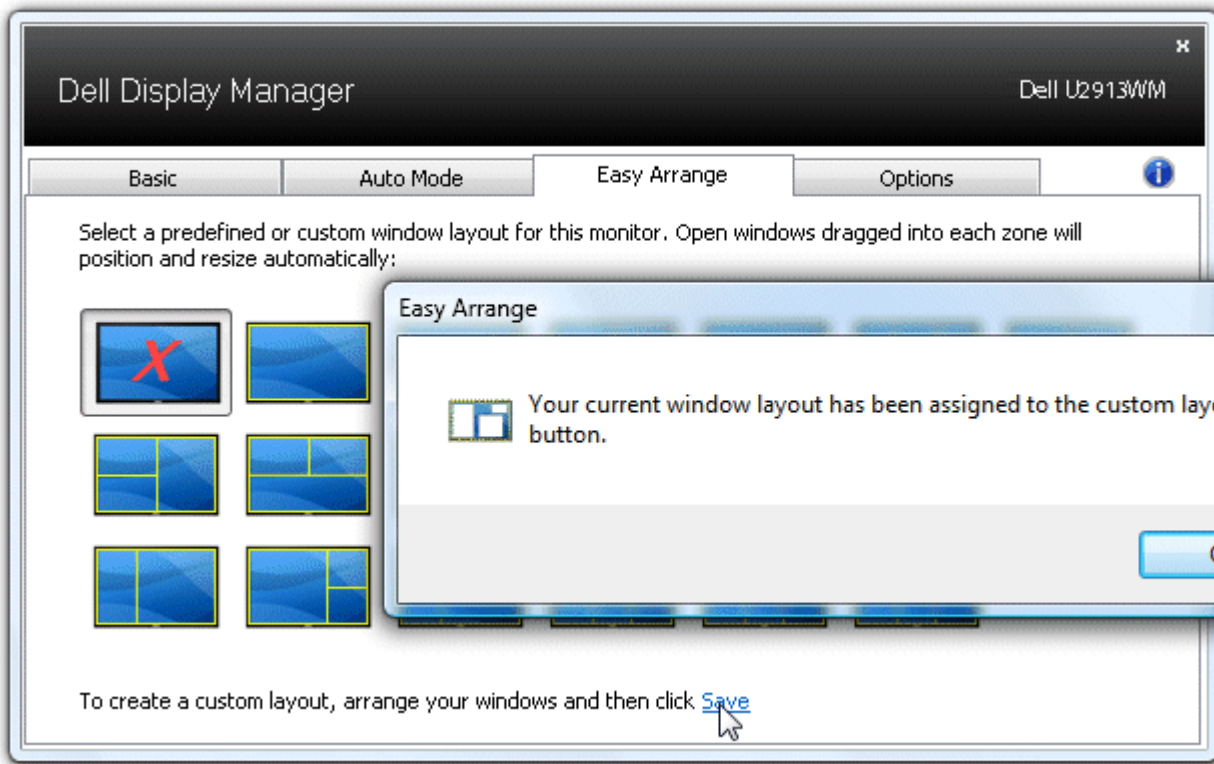 Dell Display Manager
Dell U2913WM
Basic
Auto Mode
Easy Arrange
Options
Select a predefined or custom window layout for this monitor. Open windows dragged into each zone will
position and resize automatically:
Easy Arrange
Your current window layout has been assigned to the custom
button.
To create a custom layout, arrange your windows and then click Save